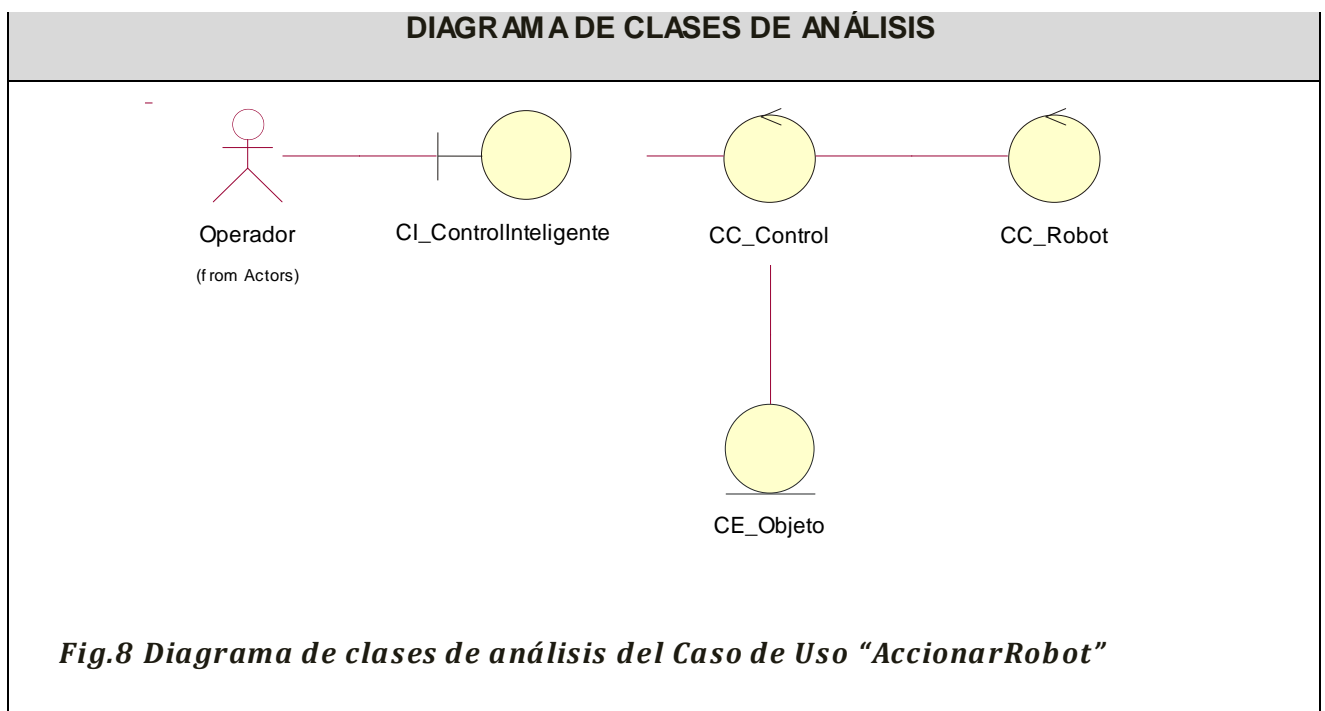 DIAGRAMA DE CLASES DE ANÁLISIS
Operador
(from Actors)
CI_ControlInteligente
CC_Control
CC_Robot
CE_Objeto
Fig.8 Diagrama de clases de análisis del Caso de Uso “AccionarRobot”